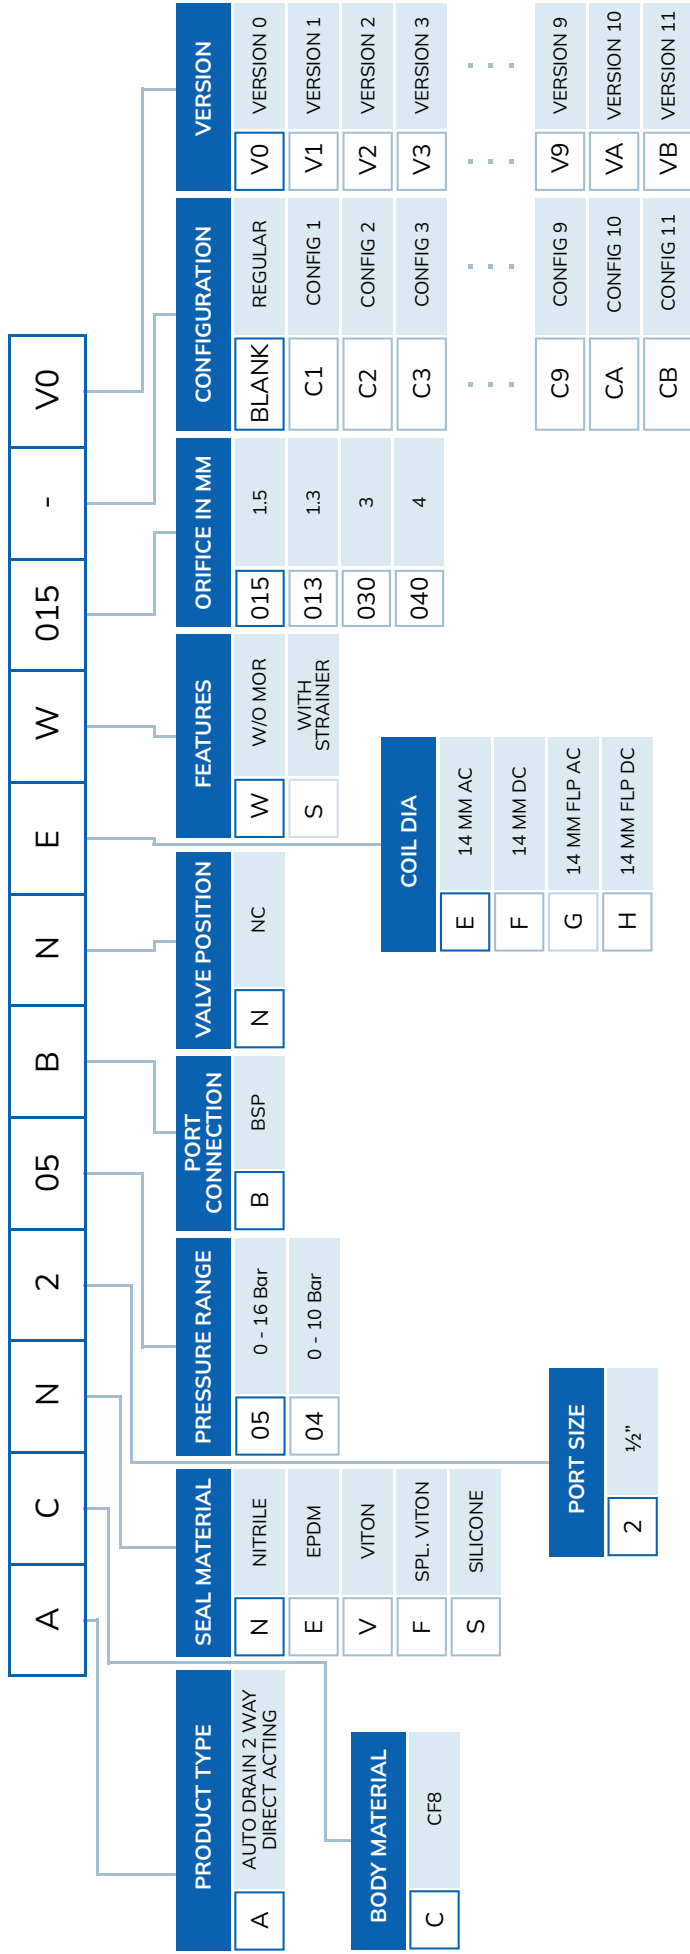 A C N 2 05 B N E W 015 - V0
PRODUCT TYPE
A AUTO DRAIN 2 WAY
DIRECT ACTING
BODY MATERIAL
C CF8
SEAL MATERIAL
N NITRILE
E EPDM
V VITON
F SPL. VITON
S SILICONE
PORT SIZE
2 ½”
PRESSURE RANGE
05 0 - 16 Bar
04 0 - 10 Bar
PORT
CONNECTION
B BSP
VALVE POSITION
N NC
COIL DIA
E 14 MM AC
F 14 MM DC
G 14 MM FLP AC
H 14 MM FLP DC
FEATURES
W W/O MOR
S WITH
STRAINER
ORIFICE IN MM
015 1.5
013 1.3
030 3
040 4
CONFIGURATION
BLANK REGULAR
C1 CONFIG 1
C2 CONFIG 2
C3 CONFIG 3
C9 CONFIG 9
CA CONFIG 10
CB CONFIG 11
VERSION
V0 VERSION 0
V1 VERSION 1
V2 VERSION 2
V3 VERSION 3
V9 VERSION 9
VA VERSION 10
VB VERSION 11